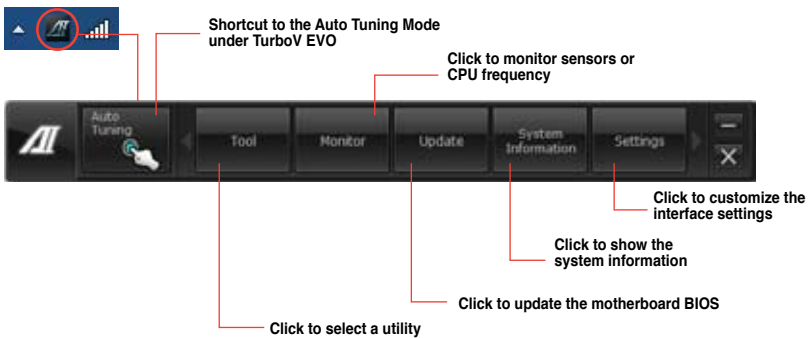 Shortcut to the Auto Tuning Mode
under TurboV EVO
Click to monitor sensors or
CPU frequency
Auto
Tuning
Tool
Monitor
Update
System
Information
Settings
Click to customize the
interface settings
Click to show the
system information
Click to update the motherboard BIOS
Click to select a utility